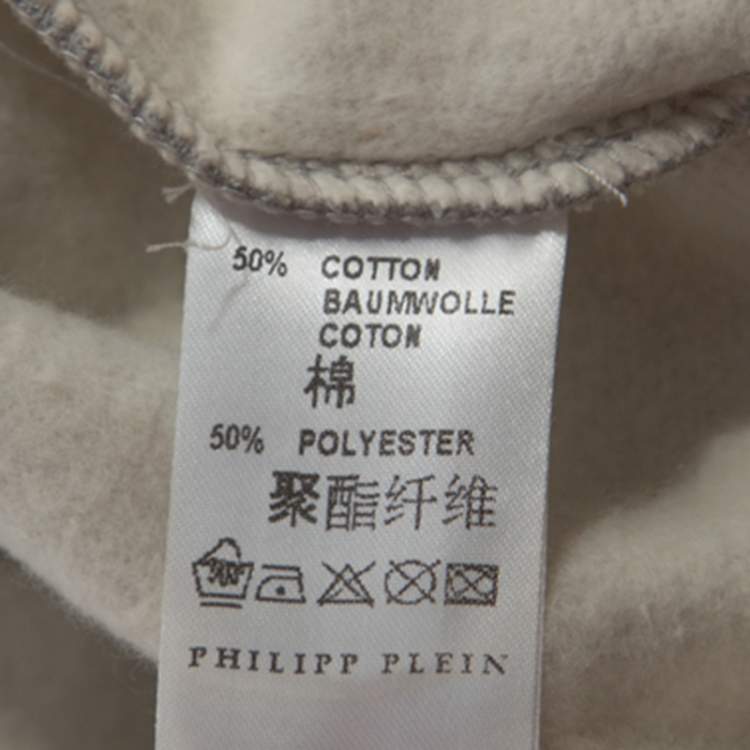 50% COTTON
BAUMWOLLE
COTON
棉
50% POLYESTER
聚酯纤维
PHILIPP PLEIN